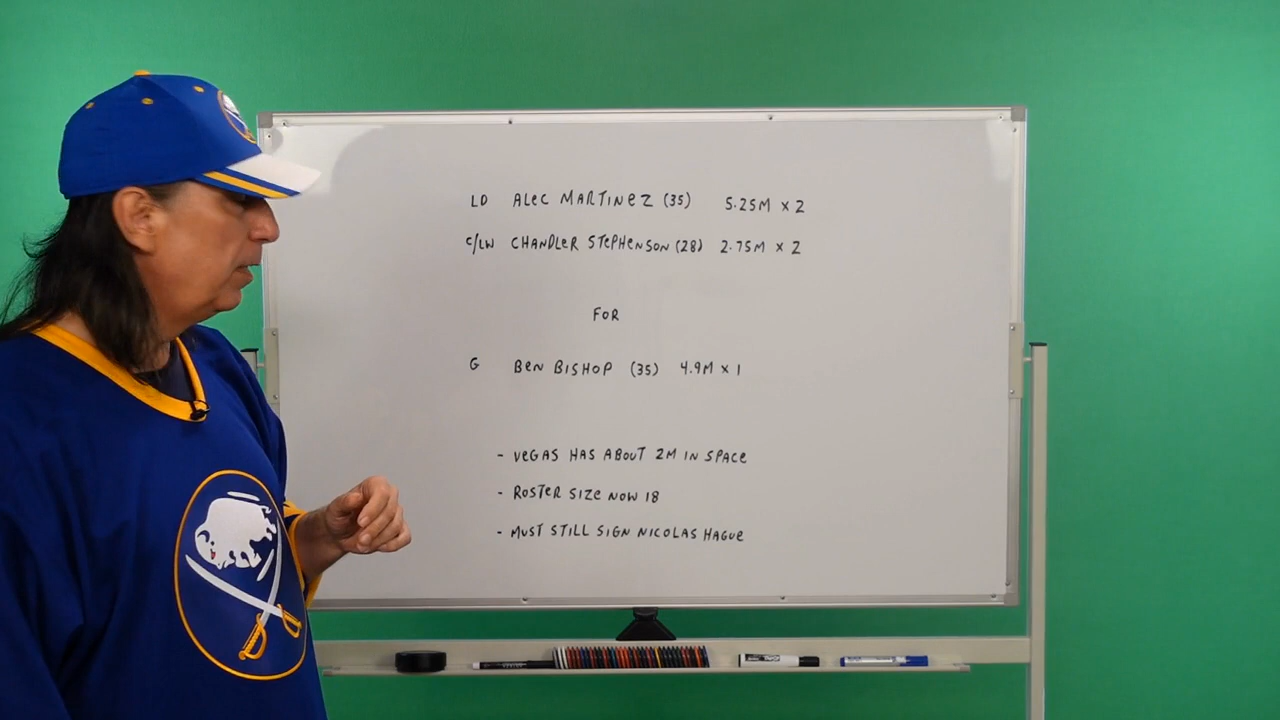 LD ALEC MARTINEZ (35) 5.25M X 2
C/LW CHANDLER STEPHENSON (28) 2.75M X 2
FOR
G BEN BISHOP (35) 4.9M X 1
- VEGAS HAS ABOUT 2M IN SPACE
- ROSTER SIZE NOW 18
- MUST STILL SIGN NICOLAS HAGUE